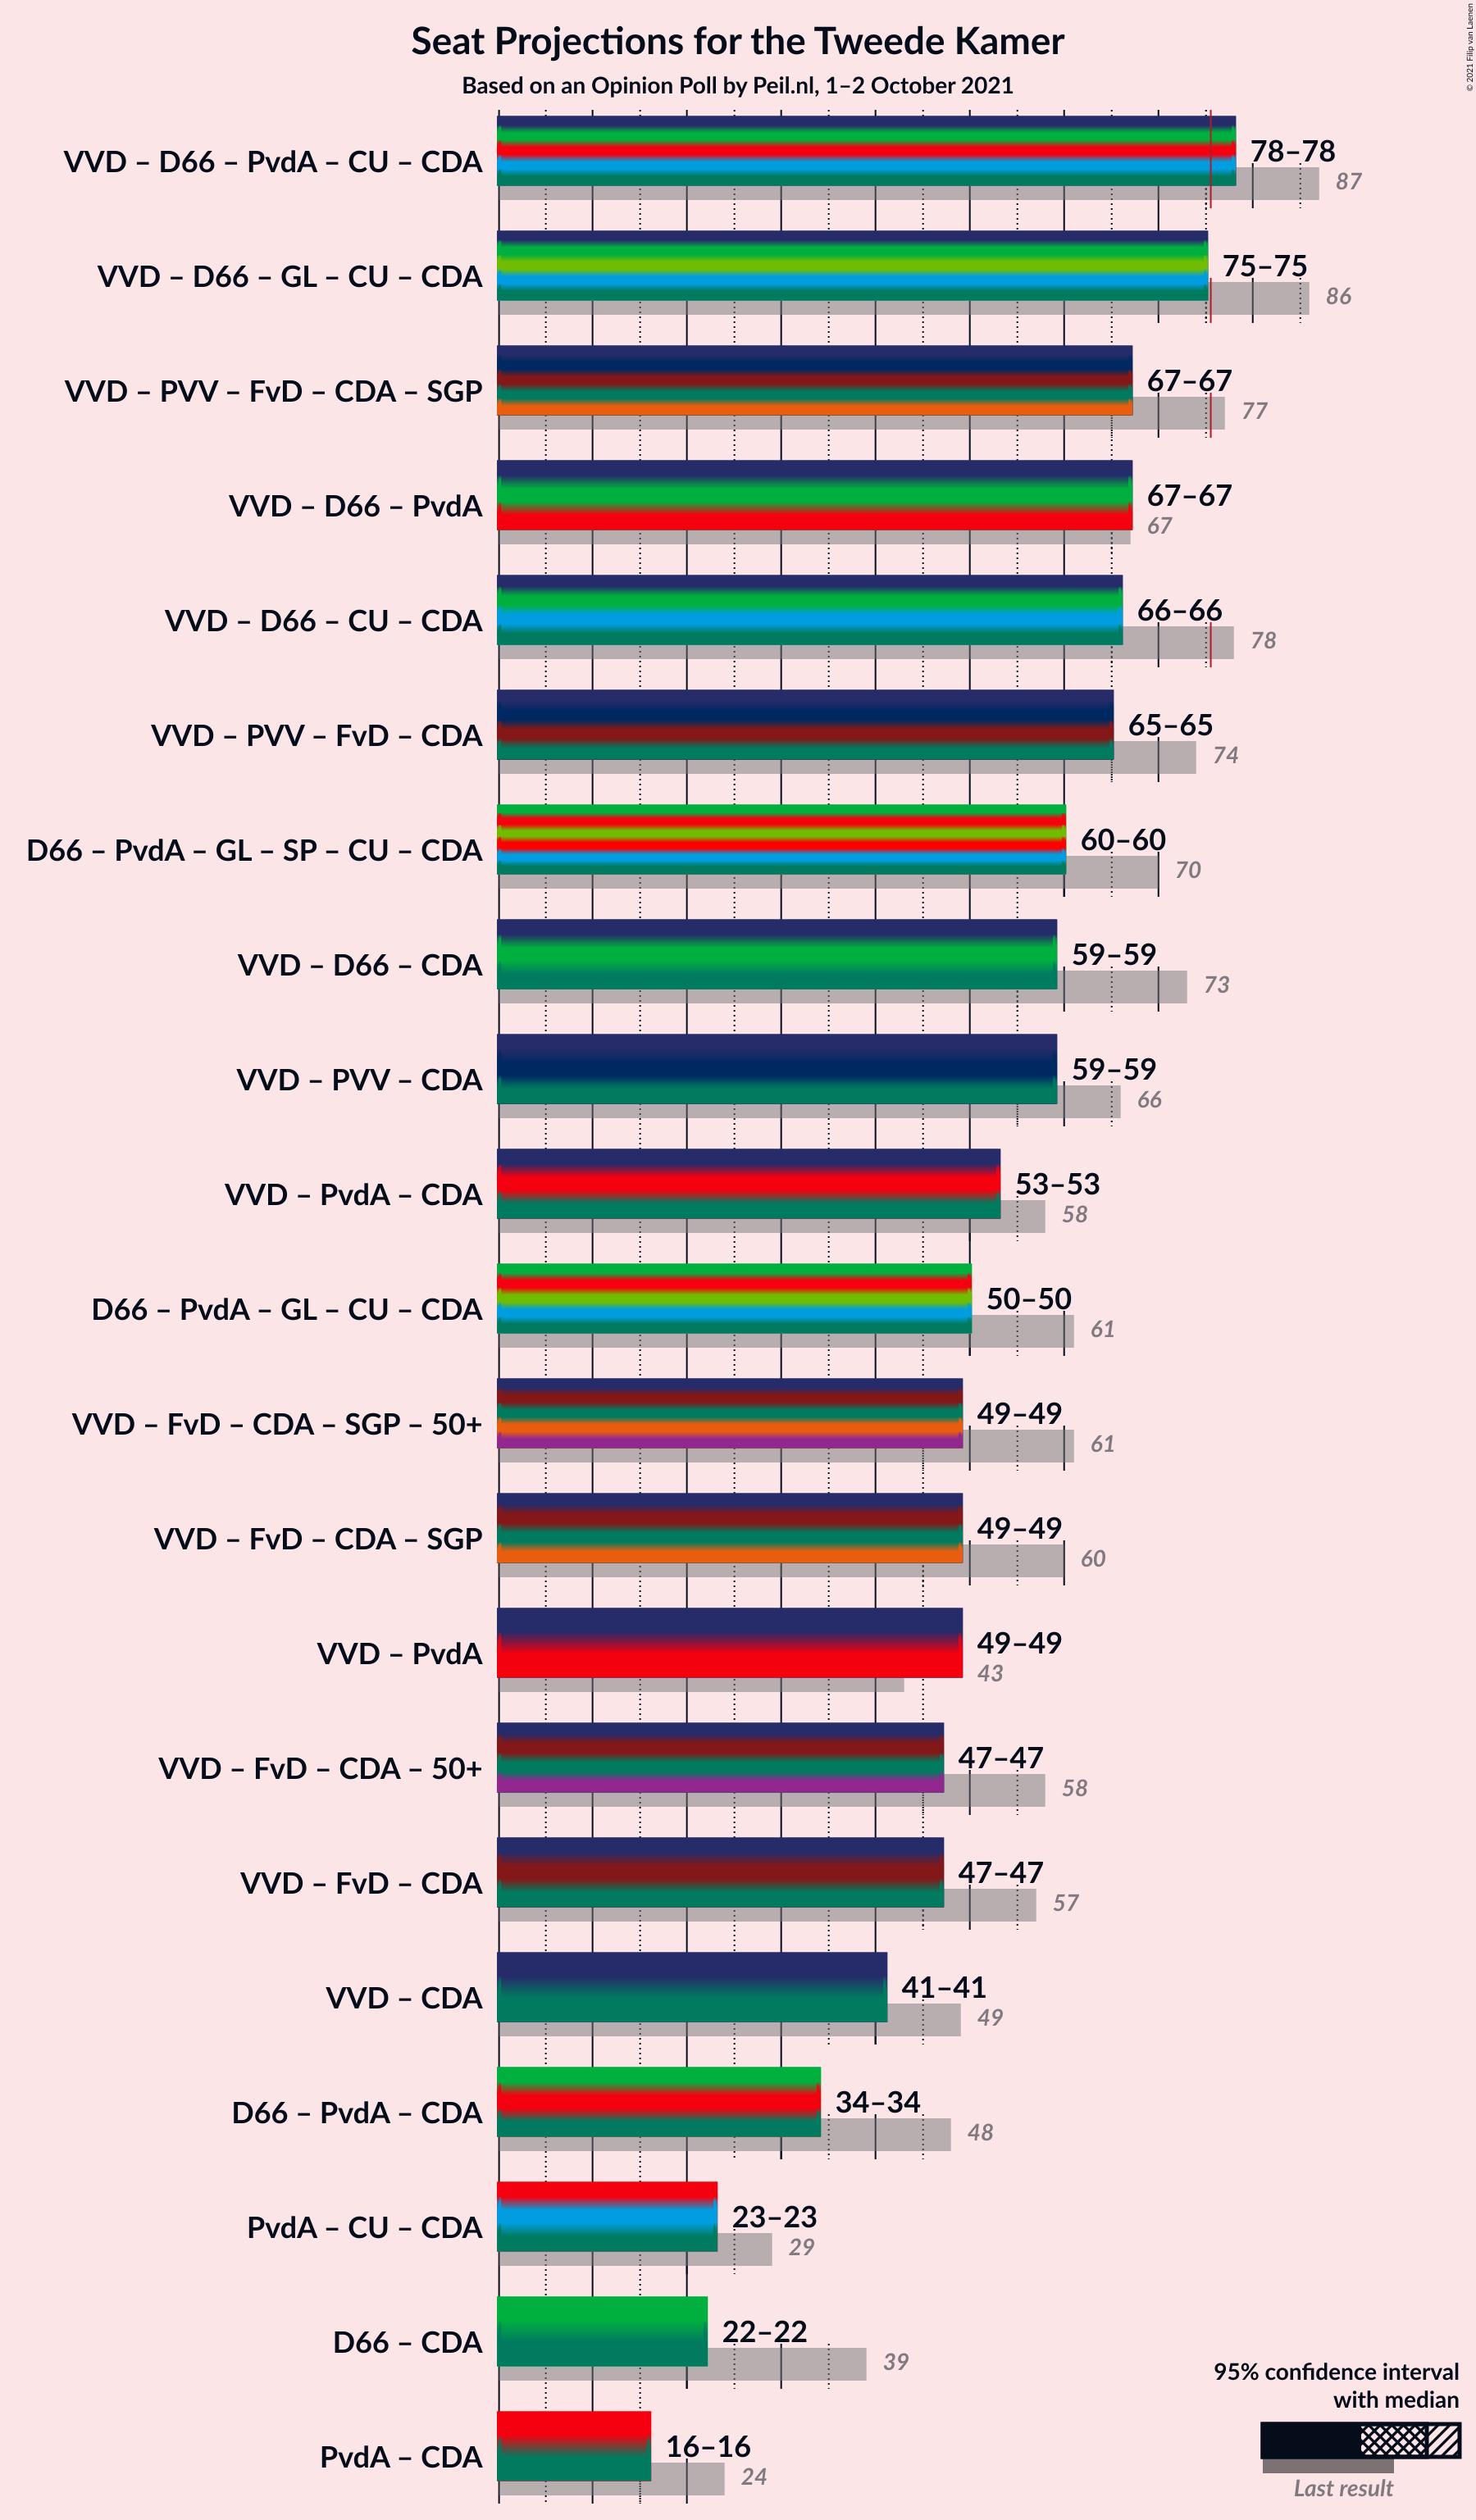 © 2021 Filip van Laenen
Seat Projections for the Tweede Kamer
Based on an Opinion Poll by Peil.nl, 1–2 October 2021
VVD – D66 – PvdA – CU – CDA
78–78
87
VVD – D66 – GL – CU – CDA
75–75
86
VVD – PVV – FvD – CDA – SGP
67–67
77
VVD – D66 – PvdA
67–67
67
VVD – D66 – CU – CDA
66–66
78
VVD – PVV – FvD – CDA
65–65
74
D66 – PvdA – GL – SP – CU – CDA
60–60
70
VVD – D66 – CDA
59–59
73
VVD – PVV – CDA
59–59
66
VVD – PvdA – CDA
53–53
58
D66 – PvdA – GL – CU – CDA
50–50
61
VVD – FvD – CDA – SGP – 50+
49–49
61
VVD – FvD – CDA – SGP
49–49
60
VVD – PvdA
49–49
43
VVD – FvD – CDA – 50+
47–47
58
VVD – FvD – CDA
47–47
57
VVD – CDA
41–41
49
D66 – PvdA – CDA
34–34
48
PvdA – CU – CDA
23–23
29
D66 – CDA
22–22
39
PvdA – CDA
16–16
24
95% confidence interval
with median
Last result